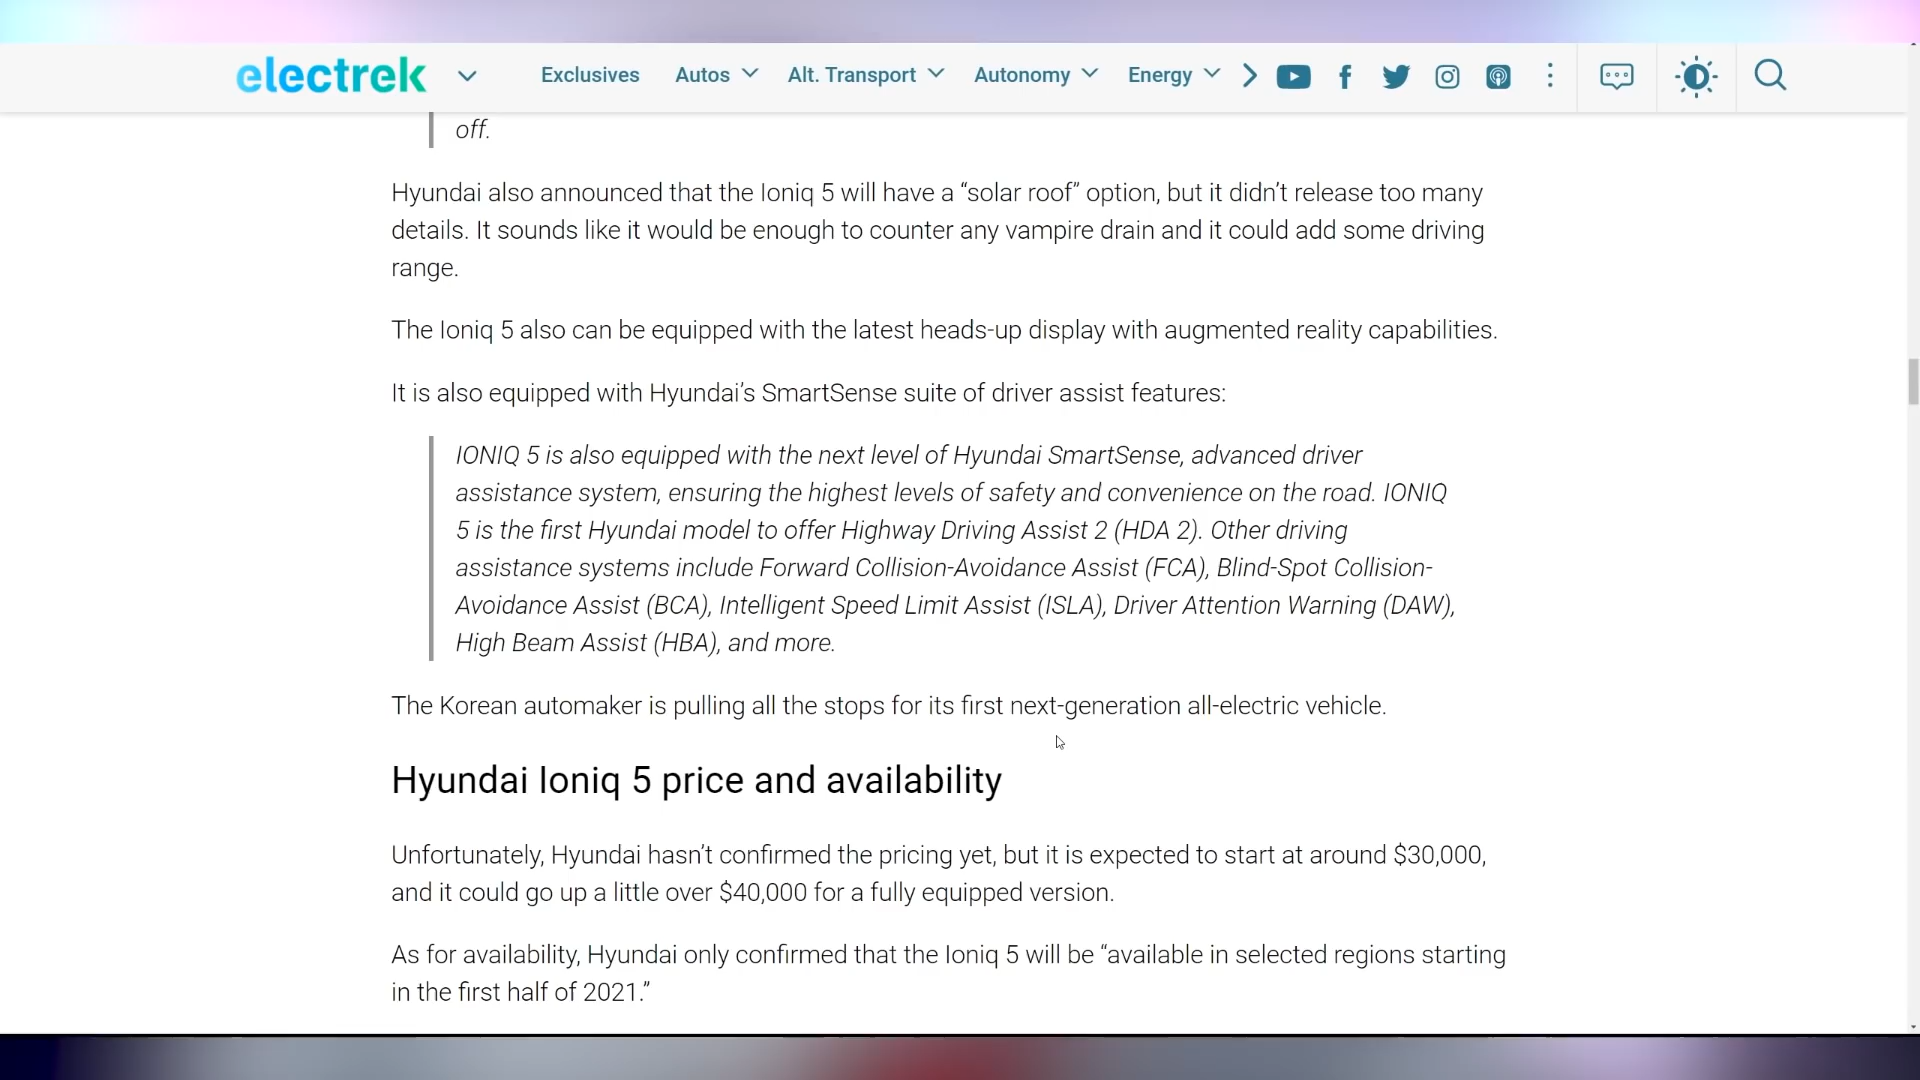 electrek
Exclusives Autos Alt. Transport Autonomy Energy
off.
Hyundai also announced that the Ioniq 5 will have a “solar roof” option, but it didn’t release too many
details. It sounds like it would be enough to counter any vampire drain and it could add some driving
range.
The Ioniq 5 also can be equipped with the latest heads-up display with augmented reality capabilities.
It is also equipped with Hyundai’s SmartSense suite of driver assist features:
IONIQ 5 is also equipped with the next level of Hyundai SmartSense, advanced driver
assistance system, ensuring the highest levels of safety and convenience on the road. IONIQ
5 is the first Hyundai model to offer Highway Driving Assist 2 (HDA 2). Other driving
assistance systems include Forward Collision-Avoidance Assist (FCA), Blind-Spot Collision-
Avoidance Assist (BCA), Intelligent Speed Limit Assist (ISLA), Driver Attention Warning (DAW),
High Beam Assist (HBA), and more.
The Korean automaker is pulling all the stops for its first next-generation all-electric vehicle.
Hyundai Ioniq 5 price and availability
Unfortunately, Hyundai hasn’t confirmed the pricing yet, but it is expected to start at around $30,000,
and it could go up a little over $40,000 for a fully equipped version.
As for availability, Hyundai only confirmed that the Ioniq 5 will be “available in selected regions starting
in the first half of 2021.”